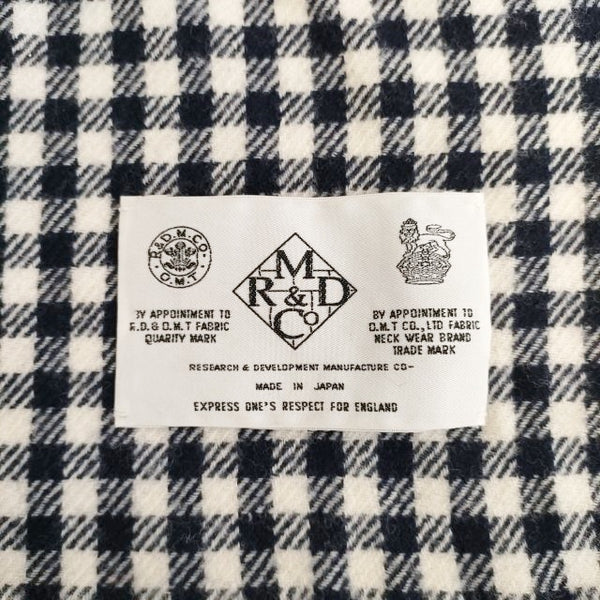 R.&D.M.CO.
O.M.T
M
R & D
Co
BY APPOINTMENT TO
R.D.& O.M.T FABRIC
QUARITY MARK
BY APPOINTMENT TO
O.M.T CO., LTD FABRIC
NECK WEAR BRAND
TRADE MARK
RESEARCH & DEVELOPMENT MANUFACTURE CO-
MADE IN JAPAN
EXPRESS ONE'S RESPECT FOR ENGLAND